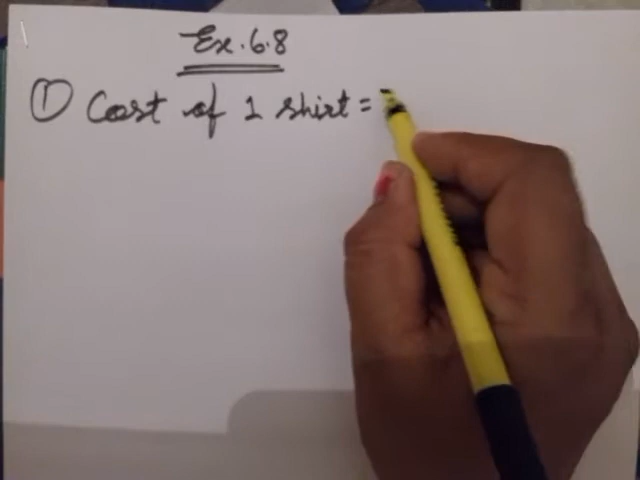 Ex. 6.8
① Cost of 1 shirt =